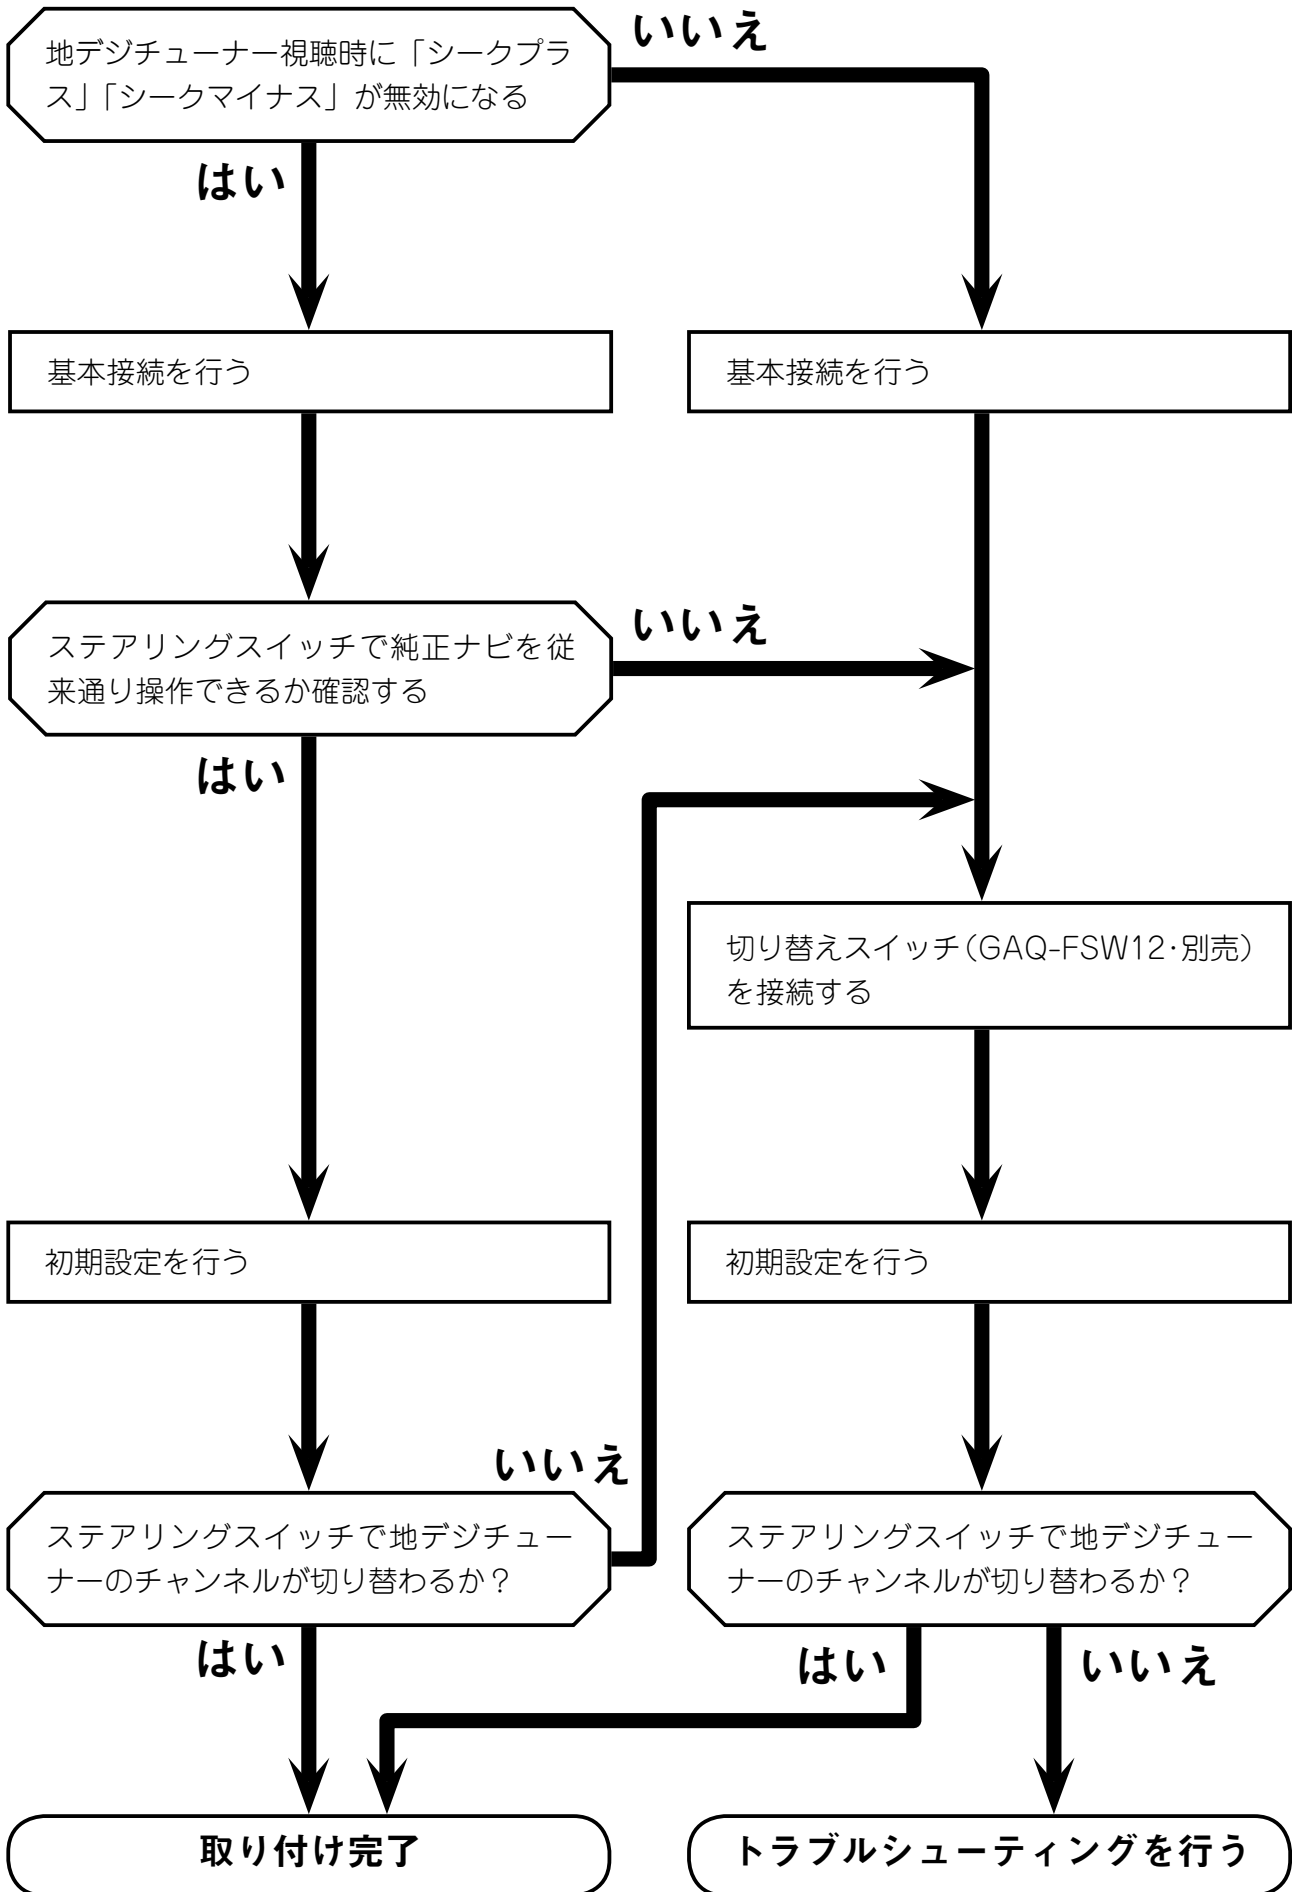 地デジチューナー視聴時に「シークプラ
ス」「シークマイナス」が無効になる
いいえ
はい
基本接続を行う
基本接続を行う
ステアリングスイッチで純正ナビを従
来通り操作できるか確認する
いいえ
はい
切り替えスイッチ(GAQ-FSW12・別売)
を接続する
初期設定を行う
初期設定を行う
いいえ
ステアリングスイッチで地デジチュー
ナーのチャンネルが切り替わるか?
ステアリングスイッチで地デジチュー
ナーのチャンネルが切り替わるか?
はい
はい
いいえ
取り付け完了
トラブルシューティングを行う